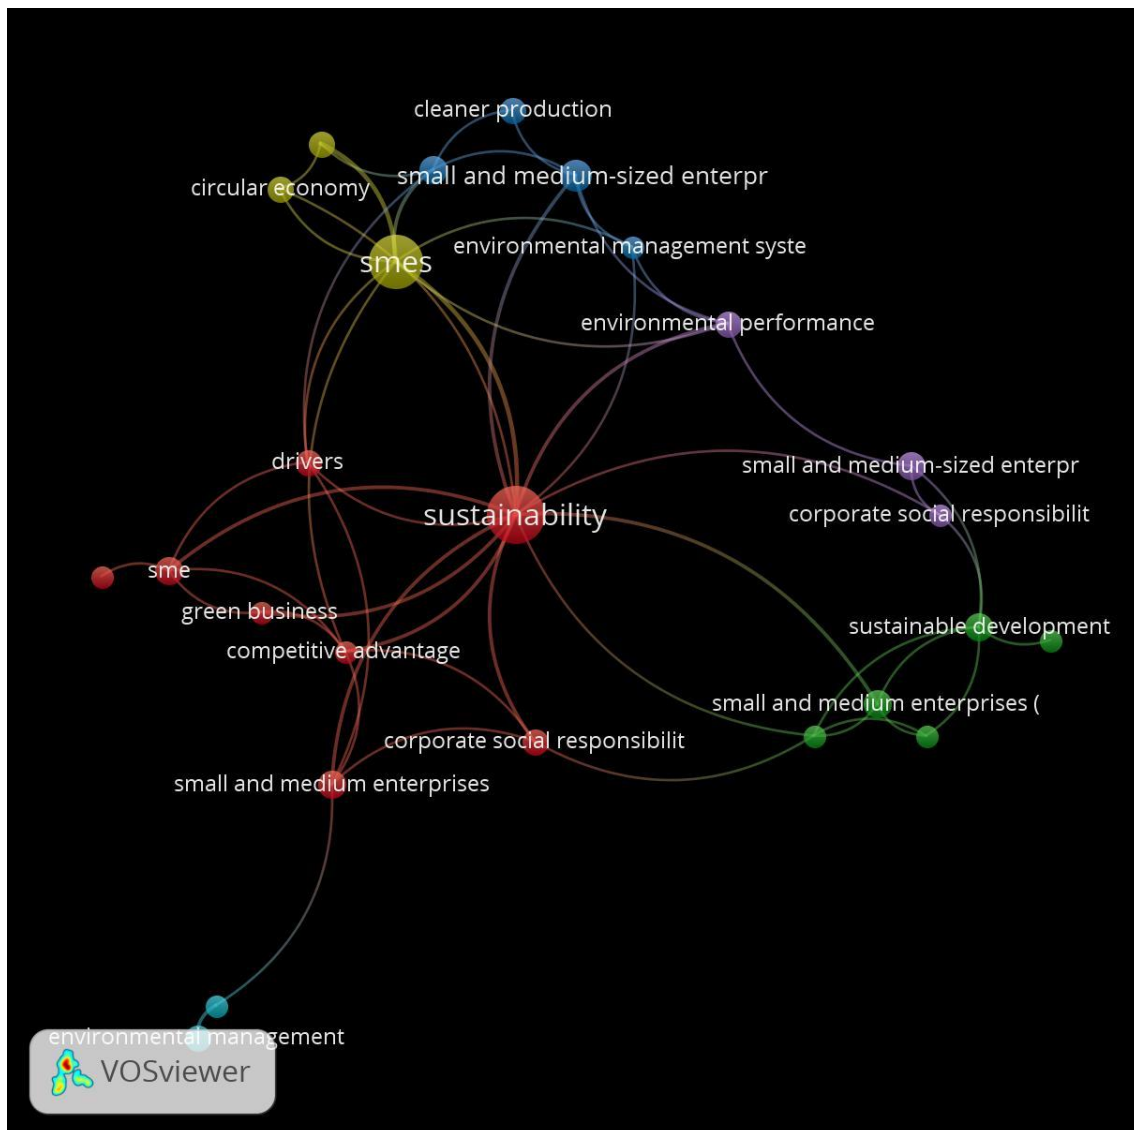 cleaner production
small and medium-sized enterpr
circular economy
environmental management syste
smes
environmental performance
drivers
small and medium-sized enterpr
sustainability
corporate social responsibilit
sme
green business
sustainable development
competitive advantage
small and medium enterprises (
corporate social responsibilit
small and medium enterprises
environmental management
VOSviewer